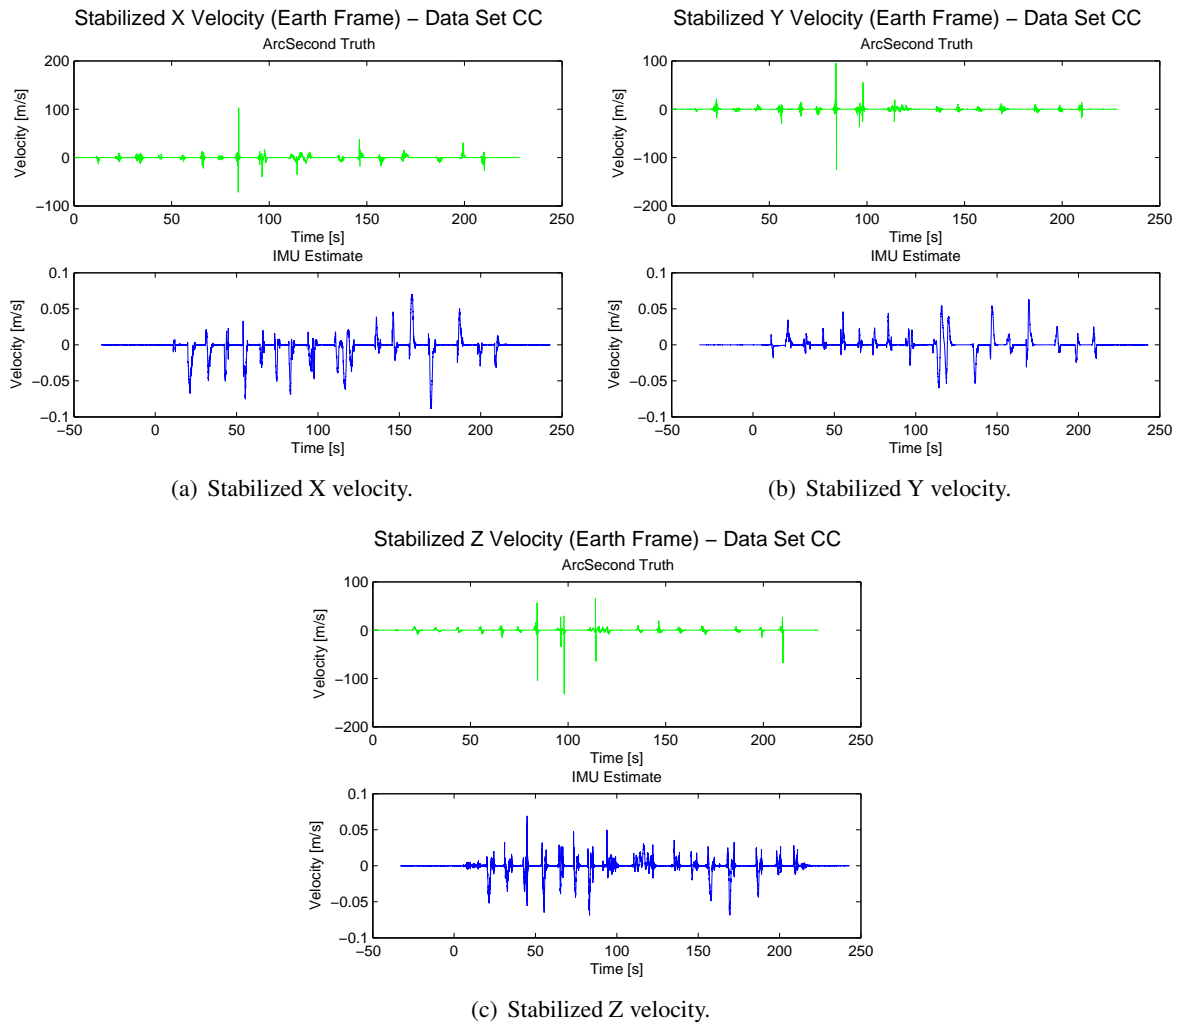 Stabilized X Velocity (Earth Frame) − Data Set CC
ArcSecond Truth
200
100
0
−100
Velocity [m/s]
0 50 100 150 200 250
Time [s]
IMU Estimate
0.1
0.05
0
−0.05
−0.1
Velocity [m/s]
−50 0 50 100 150 200 250
Time [s]
(a) Stabilized X velocity.
Stabilized Y Velocity (Earth Frame) − Data Set CC
ArcSecond Truth
100
0
−100
−200
Velocity [m/s]
0 50 100 150 200 250
Time [s]
IMU Estimate
0.1
0.05
0
−0.05
−0.1
Velocity [m/s]
−50 0 50 100 150 200 250
Time [s]
(b) Stabilized Y velocity.
Stabilized Z Velocity (Earth Frame) − Data Set CC
ArcSecond Truth
100
0
−100
−200
Velocity [m/s]
0 50 100 150 200 250
Time [s]
IMU Estimate
0.1
0.05
0
−0.05
−0.1
Velocity [m/s]
−50 0 50 100 150 200 250
Time [s]
(c) Stabilized Z velocity.